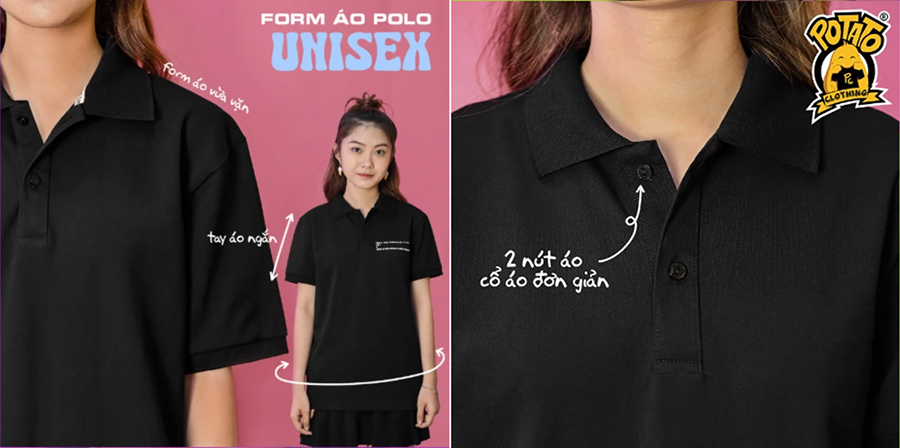 FORM ÁO POLO
UNISEX
form áo vừa vặn
tay áo ngắn
POTATO
®
PC
CLOTHING
2 nút áo
cổ áo đơn giản